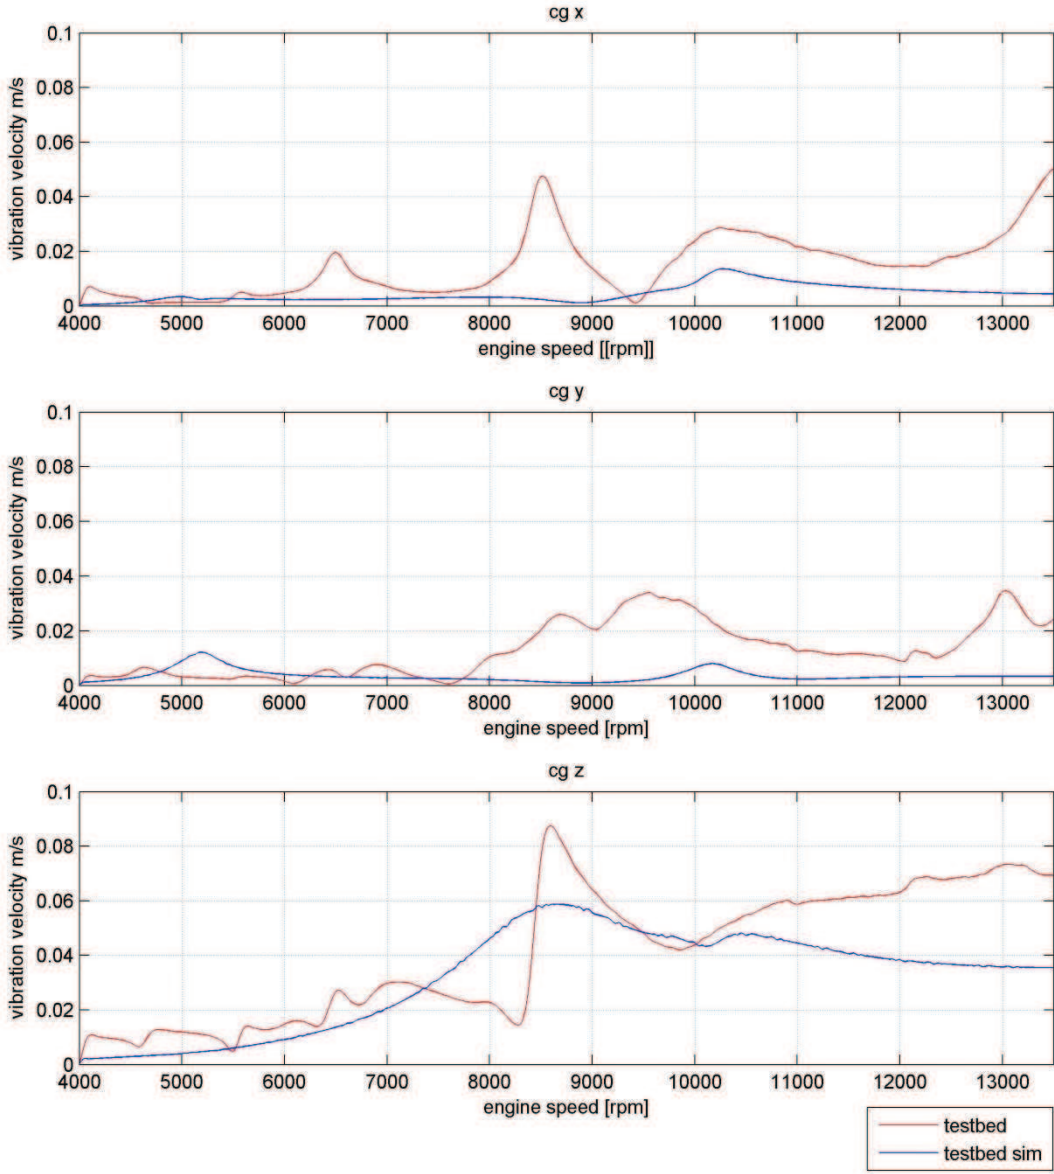 cg x
vibration velocity m/s
0.1
0.08
0.06
0.04
0.02
0
4000 5000 6000 7000 8000 9000 10000 11000 12000 13000
engine speed [[rpm]]
cg y
vibration velocity m/s
0.1
0.08
0.06
0.04
0.02
0
4000 5000 6000 7000 8000 9000 10000 11000 12000 13000
engine speed [rpm]
cg z
vibration velocity m/s
0.1
0.08
0.06
0.04
0.02
0
4000 5000 6000 7000 8000 9000 10000 11000 12000 13000
engine speed [rpm]
testbed
testbed sim